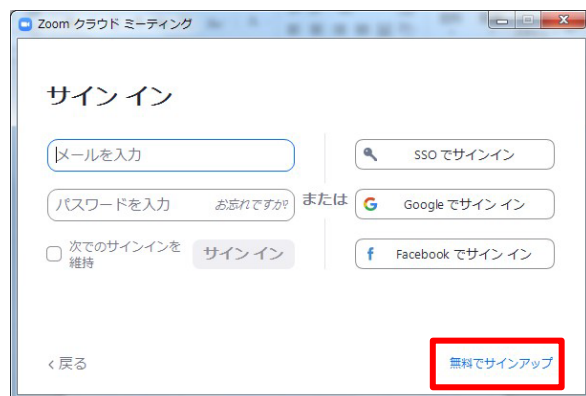 Zoom クラウド ミーティング
サイン イン
メールを入力
パスワードを入力 お忘れですか?
次でのサインインを
維持
サイン イン
または
SSO でサインイン
Google でサイン イン
Facebook でサイン イン
< 戻る
無料でサインアップ